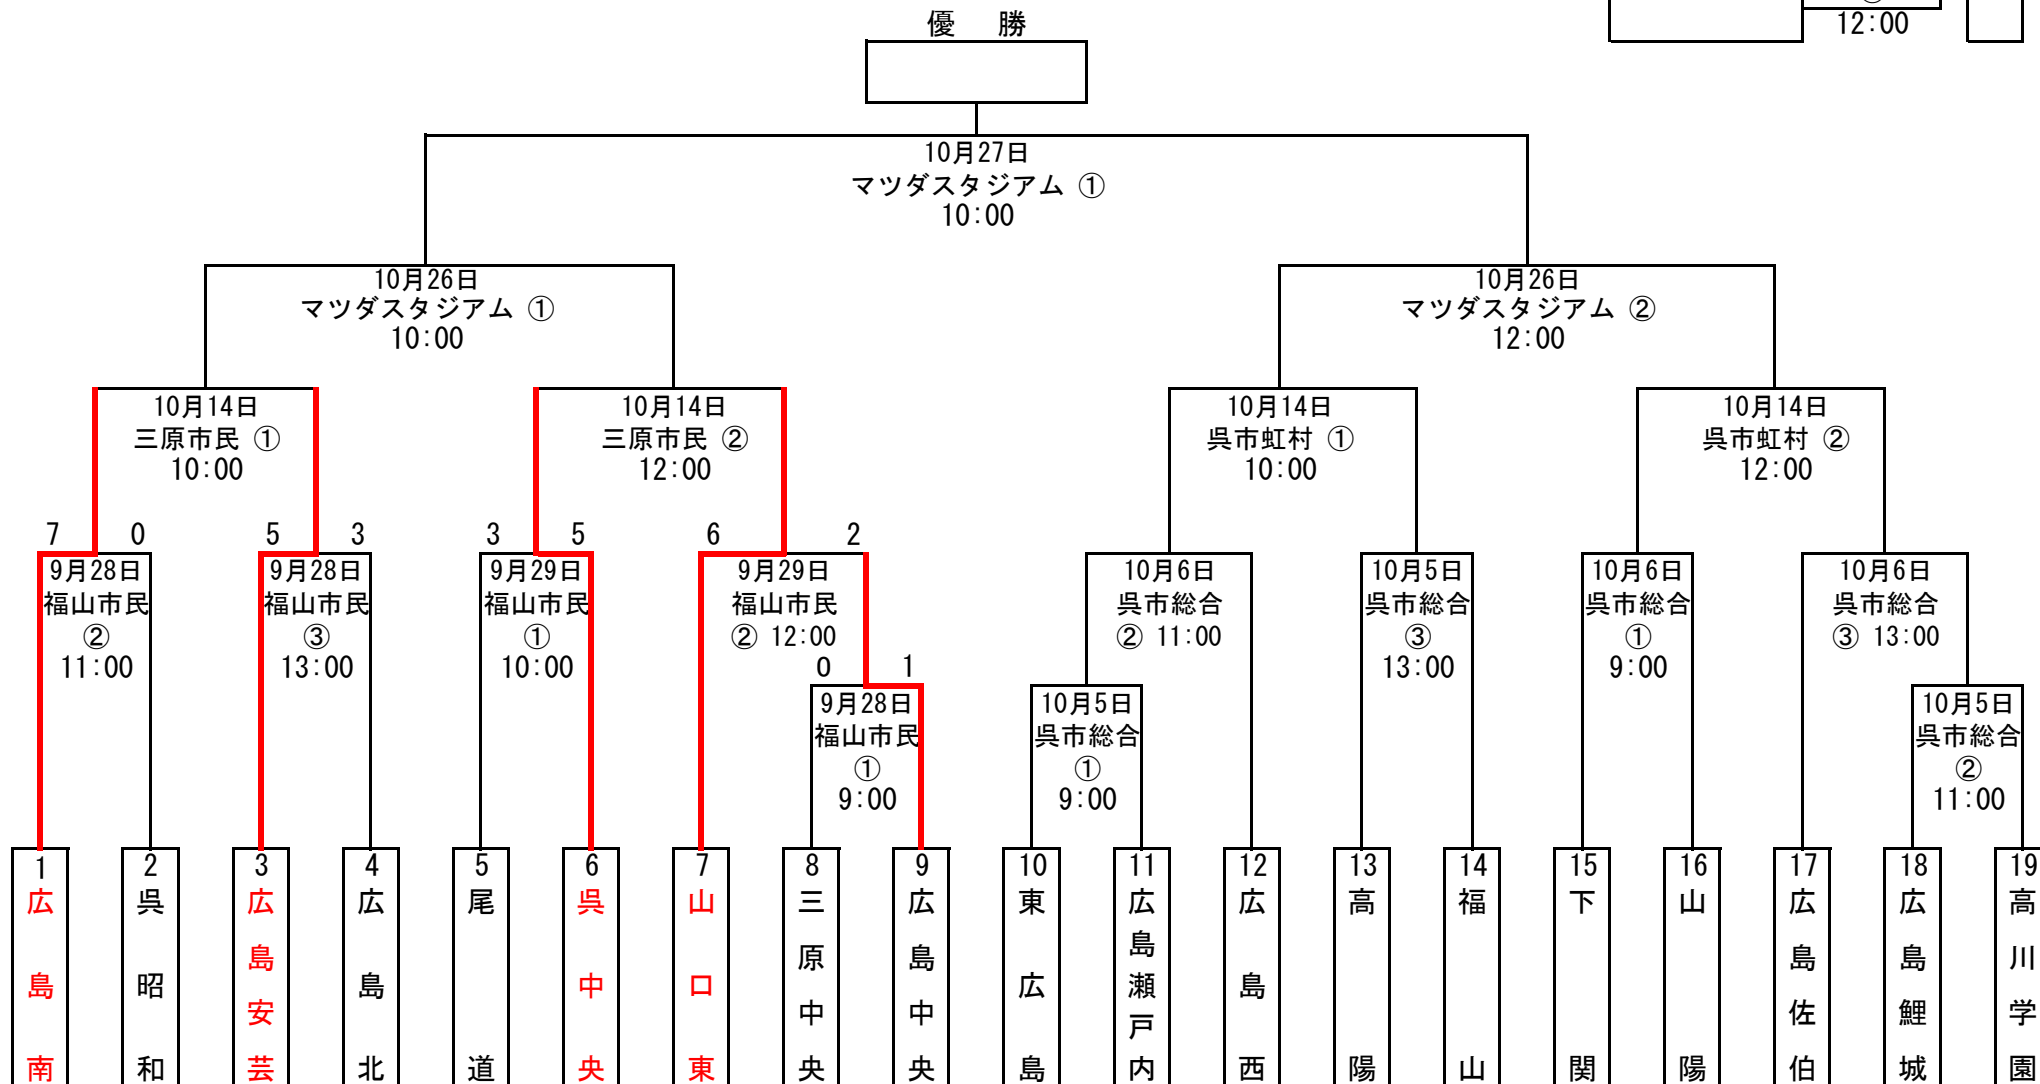 12:00
優 勝
10月27日
マツダスタジアム ①
10:00
10月26日
マツダスタジアム ①
10:00
10月26日
マツダスタジアム ②
12:00
10月14日
三原市民 ①
10:00
10月14日
三原市民 ②
12:00
10月14日
呉市虹村 ①
10:00
10月14日
呉市虹村 ②
12:00
7 0
9月28日
福山市民
②
11:00
5 3
9月28日
福山市民
③
13:00
3 5
9月29日
福山市民
①
10:00
6 2
9月29日
福山市民
② 12:00
10月6日
呉市総合
② 11:00
10月5日
呉市総合
③
13:00
10月6日
呉市総合
①
9:00
10月6日
呉市総合
③ 13:00
0 1
9月28日
福山市民
①
9:00
10月5日
呉市総合
①
9:00
10月5日
呉市総合
②
11:00
1
広島南
2
呉昭和
3
広島安芸
4
広島北
5
尾道
6
呉中央
7
山口東
8
三原中央
9
広島中央
10
東広島
11
広島瀬戸内
12
広島西
13
高陽
14
福山
15
下関
16
山陽
17
広島佐伯
18
広島鯉城
19
高川学園